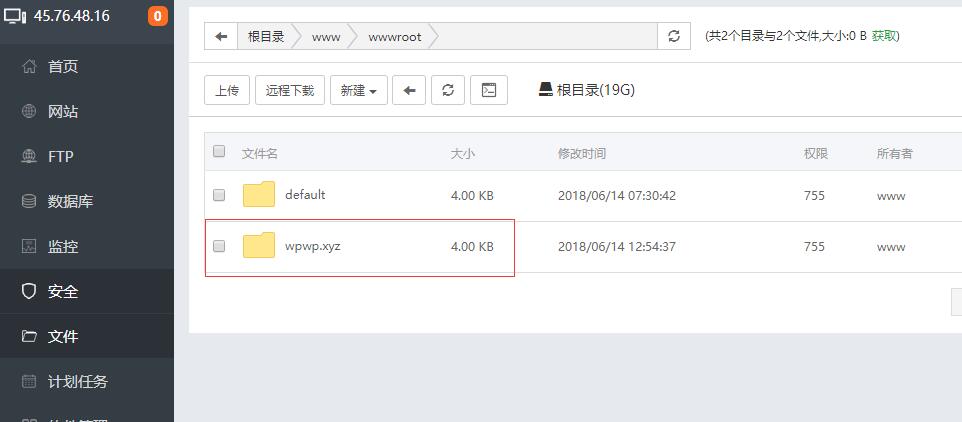 45.76.48.16 0
首页
网站
FTP
数据库
监控
安全
文件
计划任务
软件管理
根目录 www wwwroot (共2个目录与2个文件,大小:0 B 获取)
上传 远程下载 新建 根目录(19G)
文件名 大小 修改时间 权限 所有者
default 4.00 KB 2018/06/14 07:30:42 755 www
wpwp.xyz 4.00 KB 2018/06/14 12:54:37 755 www